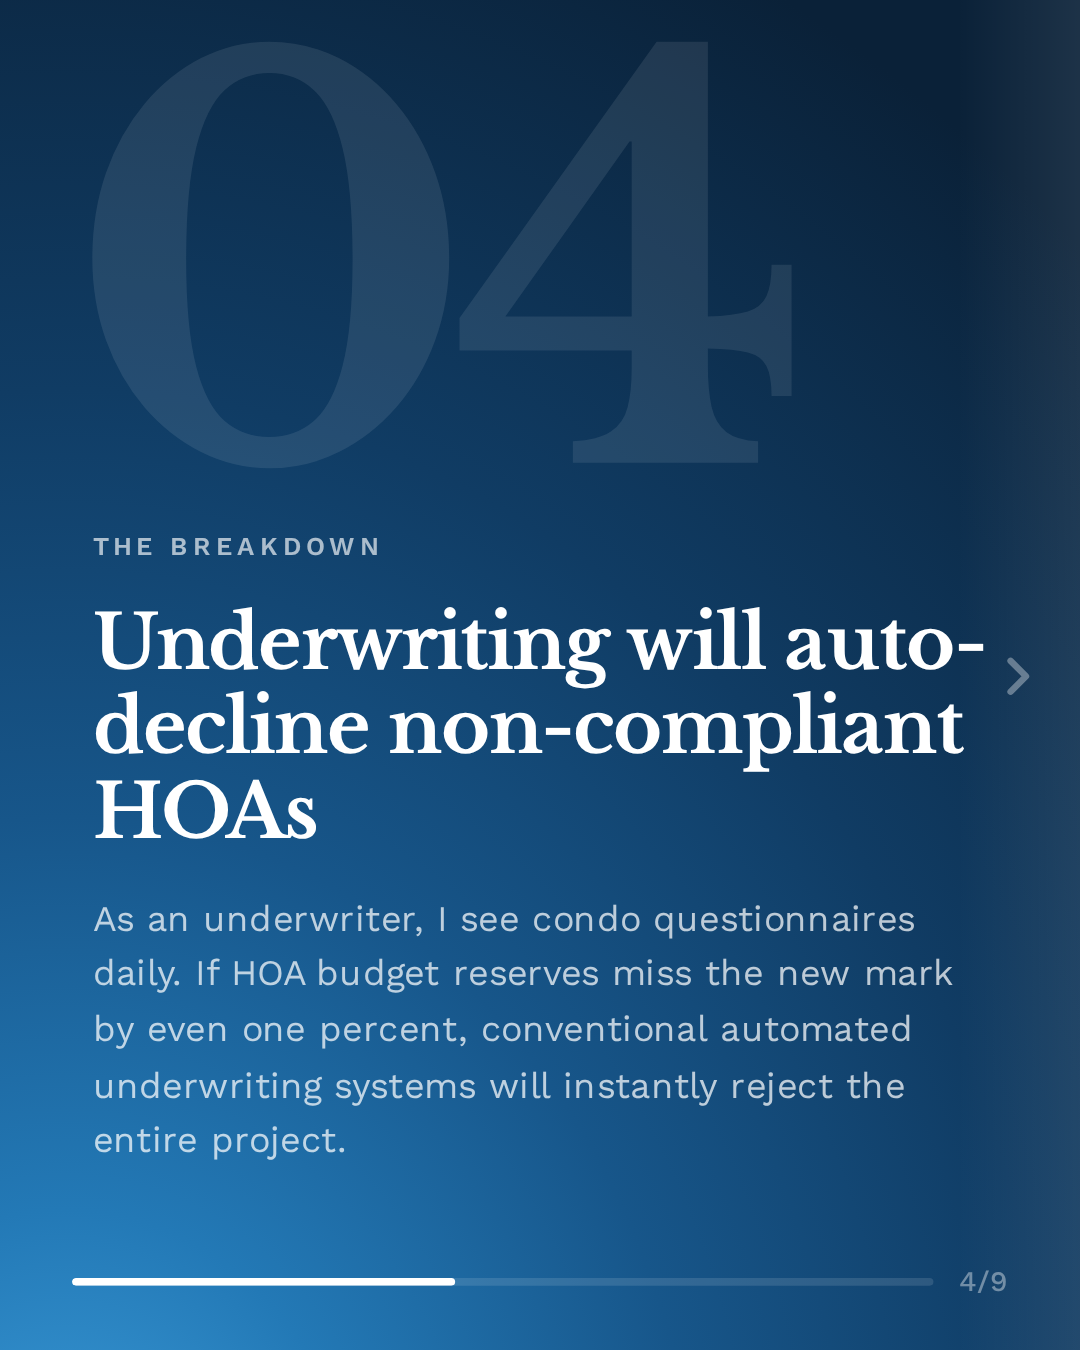 04
THE BREAKDOWN
Underwriting will auto-
decline non-compliant
HOAs
As an underwriter, I see condo questionnaires
daily. If HOA budget reserves miss the new mark
by even one percent, conventional automated
underwriting systems will instantly reject the
entire project.
4/9